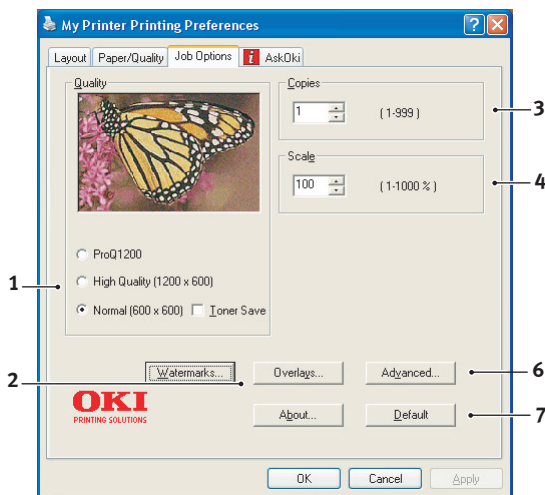 My Printer Printing Preferences
Layout Paper/Quality Job Options i AskOki
Quality
Copies
1 (1-999)
3
Scale
100 (1-1000 %)
4
ProQ1200
High Quality (1200 x 600)
1
Normal (600 x 600) Toner Save
Watermarks... Overlays... Advanced...
6
2
OKI
PRINTING SOLUTIONS
About... Default
7
OK Cancel Apply